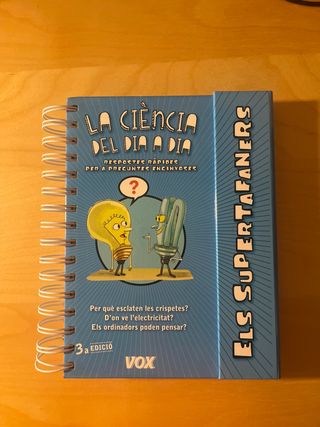 LA CIÈNCIA
DEL DIA A DIA
RESPOSTES RÀPIDES
PER A PREGUNTES ENGINYOSES
?
Per què esclaten les crispetes?
D'on ve l'electricitat?
Els ordinadors poden pensar?
3a EDICIÓ
VOX
ELS SUPERTAFANERS